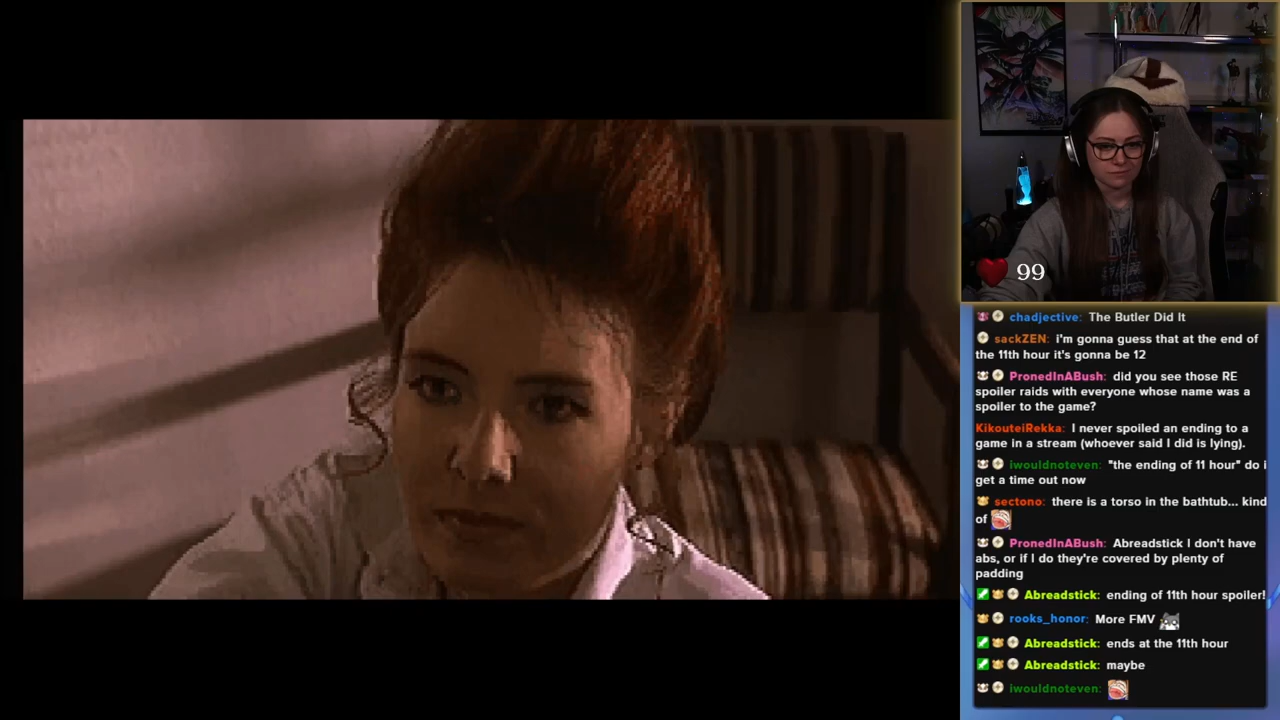 99
chadjective: The Butler Did It
sackZEN: i'm gonna guess that at the end of
the 11th hour it's gonna be 12
PronedInABush: did you see those RE
spoiler raids with everyone whose name was a
spoiler to the game?
KikouteiRekka: I never spoiled an ending to a
game in a stream (whoever said I did is lying).
iwouldnoteven: "the ending of 11 hour" do i
get a time out now
sectono: there is a torso in the bathtub... kind
of
PronedInABush: Abreadstick I don't have
abs, or if I do they're covered by plenty of
padding
Abreadstick: ending of 11th hour spoiler!
rooks_honor: More FMV
Abreadstick: ends at the 11th hour
Abreadstick: maybe
iwouldnoteven: